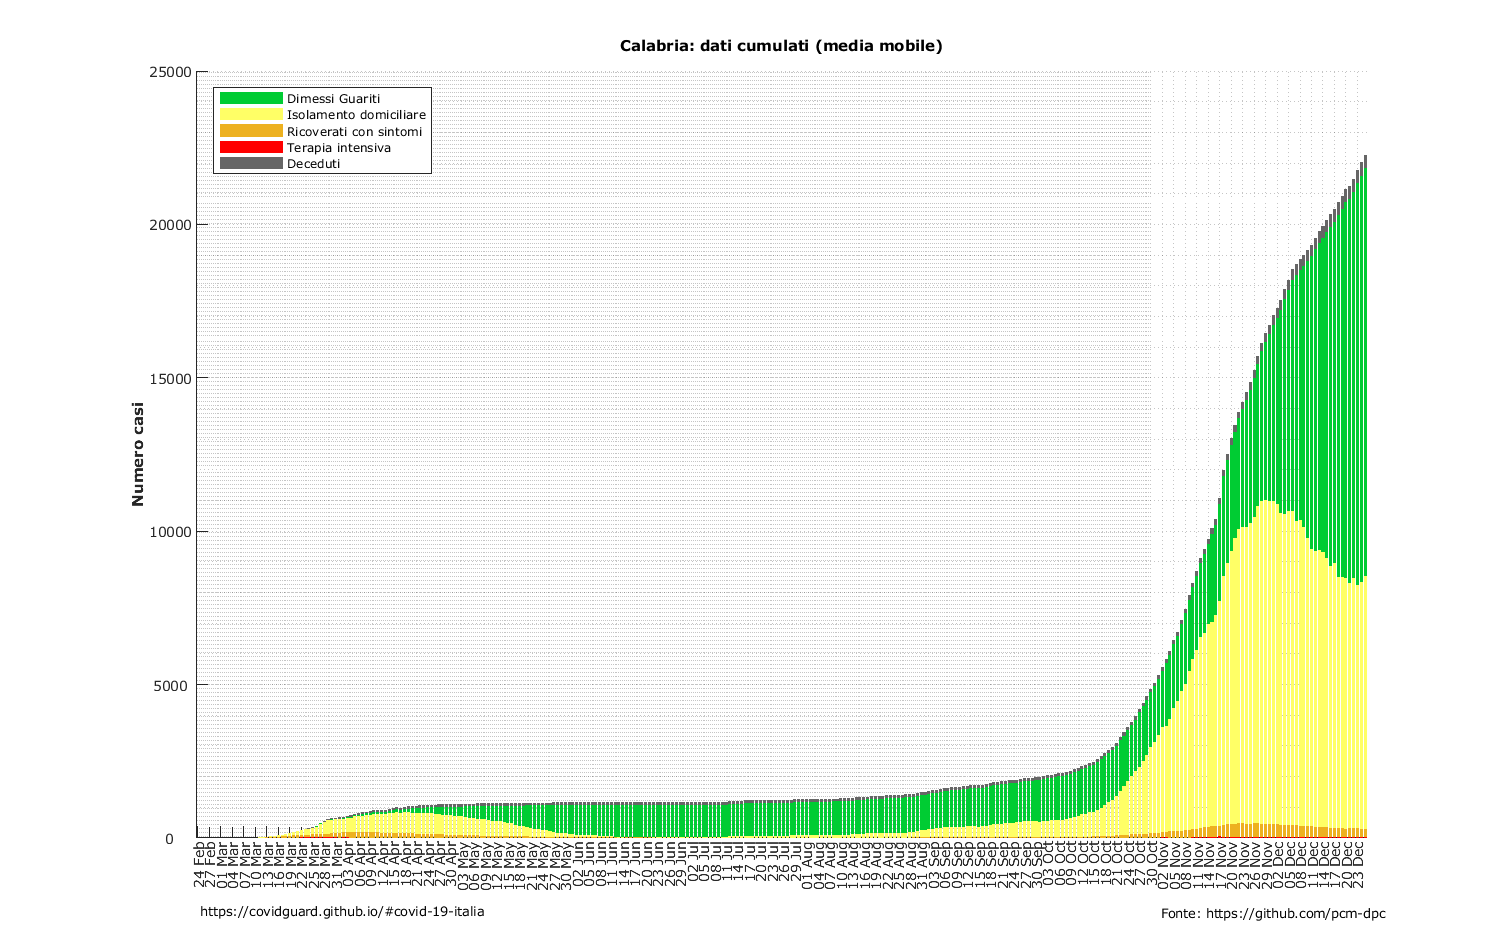 Calabria: dati cumulati (media mobile)
25000
20000
15000
10000
5000
0
Numero casi
Dimessi Guariti
Isolamento domiciliare
Ricoverati con sintomi
Terapia intensiva
Deceduti
24 Feb
27 Feb
01 Mar
04 Mar
07 Mar
10 Mar
13 Mar
16 Mar
19 Mar
22 Mar
25 Mar
28 Mar
31 Mar
03 Apr
06 Apr
09 Apr
12 Apr
15 Apr
18 Apr
21 Apr
24 Apr
27 Apr
30 Apr
03 May
06 May
09 May
12 May
15 May
18 May
21 May
24 May
27 May
30 May
02 Jun
05 Jun
08 Jun
11 Jun
14 Jun
17 Jun
20 Jun
23 Jun
26 Jun
29 Jun
02 Jul
05 Jul
08 Jul
11 Jul
14 Jul
17 Jul
20 Jul
23 Jul
26 Jul
29 Jul
01 Aug
04 Aug
07 Aug
10 Aug
13 Aug
16 Aug
19 Aug
22 Aug
25 Aug
28 Aug
31 Aug
03 Sep
06 Sep
09 Sep
12 Sep
15 Sep
18 Sep
21 Sep
24 Sep
27 Sep
30 Sep
03 Oct
06 Oct
09 Oct
12 Oct
15 Oct
18 Oct
21 Oct
24 Oct
27 Oct
30 Oct
02 Nov
05 Nov
08 Nov
11 Nov
14 Nov
17 Nov
20 Nov
23 Nov
26 Nov
29 Nov
02 Dec
05 Dec
08 Dec
11 Dec
14 Dec
17 Dec
20 Dec
23 Dec
https://covidguard.github.io/#covid-19-italia
Fonte: https://github.com/pcm-dpc